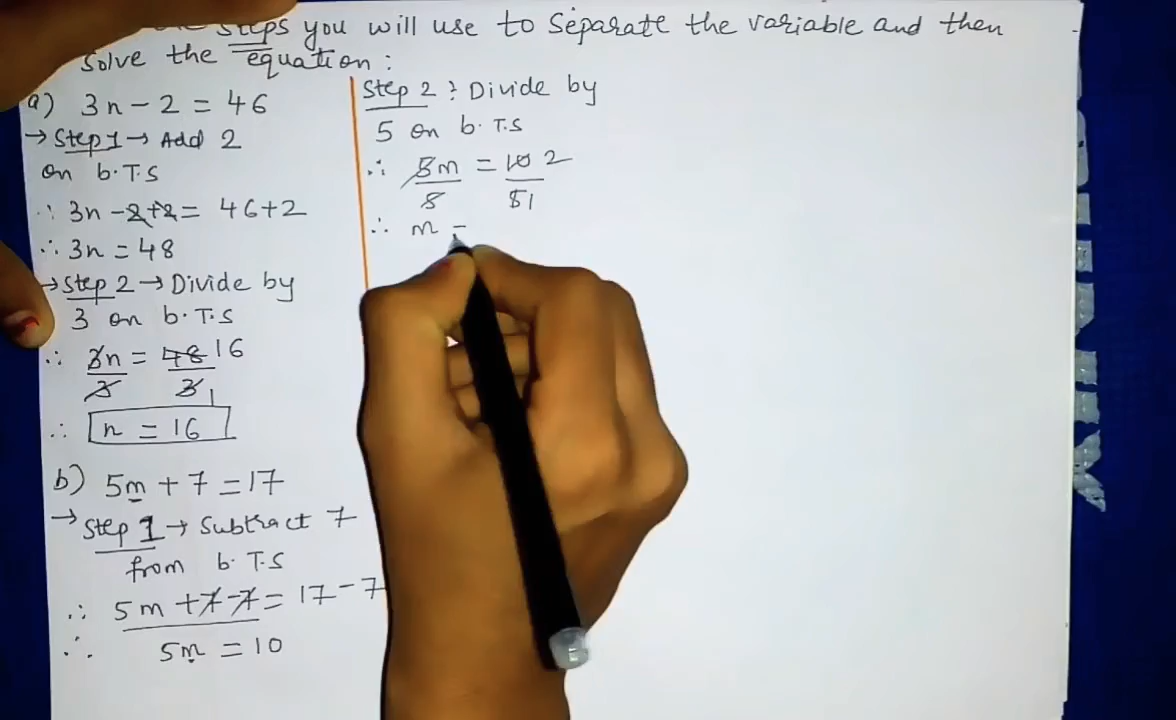 Steps you will use to Separate the variable and then
Solve the equation:
a) 3n - 2 = 46
→ Step 1 → Add 2
on b.T.S
∴ 3n - 2 + 2 = 46+2
∴ 3n = 48
→ Step 2 → Divide by
3 on b.T.S
∴ 3n = 48 16
3 3 1
∴ n = 16
b) 5m + 7 = 17
→ Step 1 → Subtract 7
from b.T.S
∴ 5m + 7 - 7 = 17 - 7
∴ 5m = 10
Step 2 : Divide by
5 on b.T.S
∴ 5m = 10 2
5 5 1
∴ m =